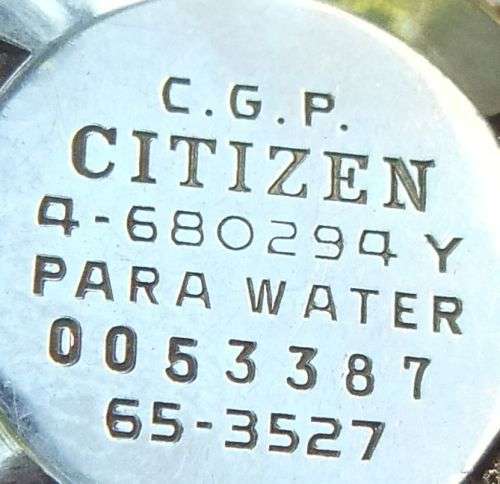 C.G.P.
CITIZEN
4-680294 Y
PARA WATER
0053387
65-3527